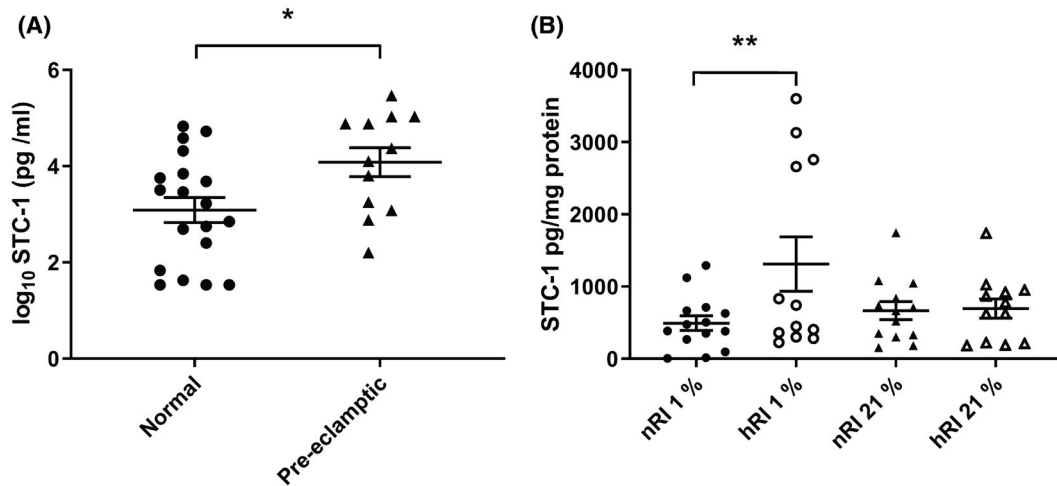 (A)
*
log10 STC-1 (pg /ml)
6
4
2
0
Normal
Pre-eclamptic
(B)
**
STC-1 pg/mg protein
4000
3000
2000
1000
0
nRI 1 %
hRI 1 %
nRI 21 %
hRI 21 %